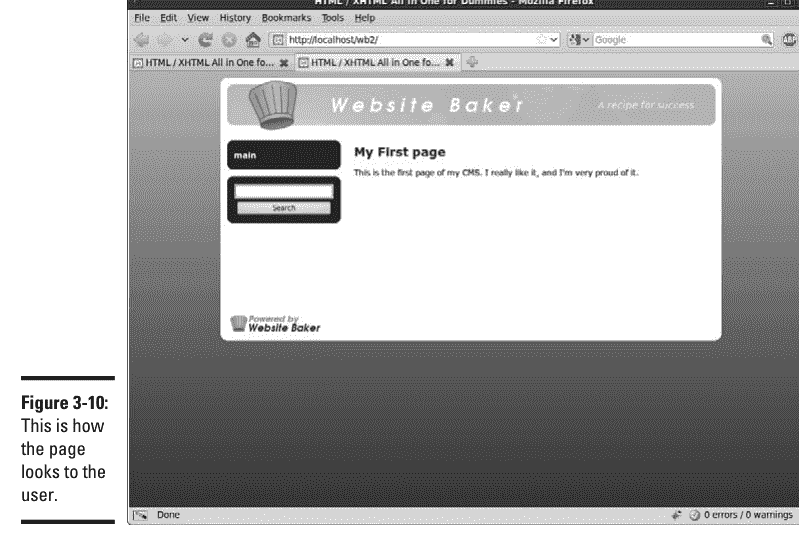 HTML / XHTML All in One for Dummies - Mozilla Firefox
File Edit View History Bookmarks Tools Help
http://localhost/wb2/
Google
ABP
HTML / XHTML All in One fo...
HTML / XHTML All in One fo...
Website Baker
A recipe for success
main
My First page
This is the first page of my CMS. I really like it, and I'm very proud of it.
Search
Powered by
Website Baker
Figure 3-10:
This is how
the page
looks to the
user.
Done
0 errors / 0 warnings